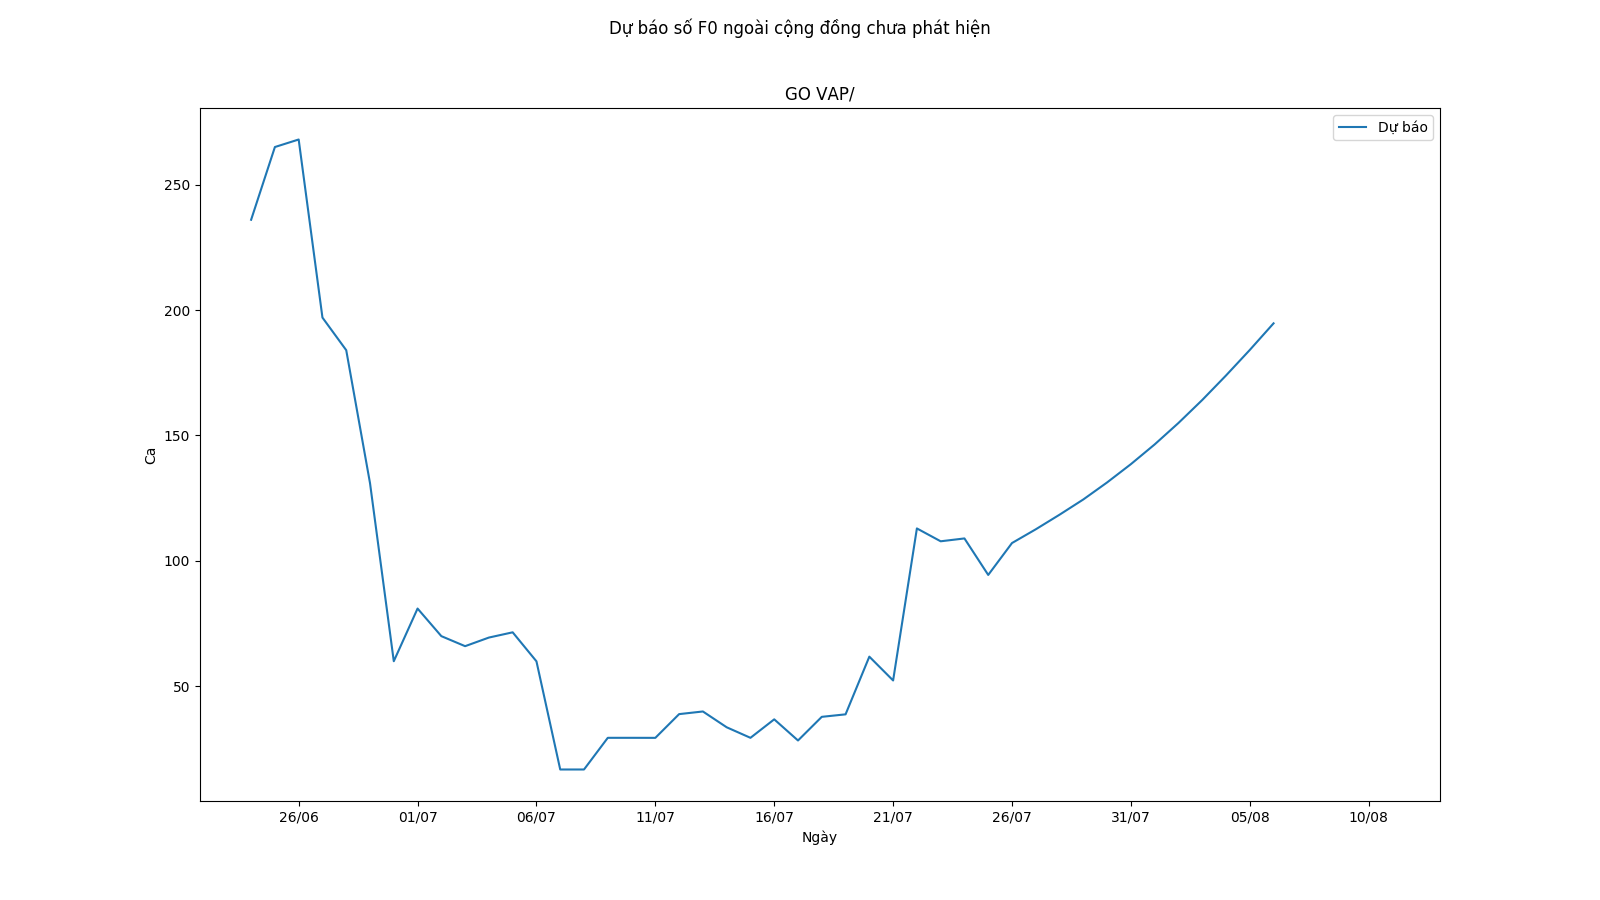 Dự báo số F0 ngoài cộng đồng chưa phát hiện
GO VAP/
Dự báo
250
200
150
100
50
Ca
26/06 01/07 06/07 11/07 16/07 21/07 26/07 31/07 05/08 10/08
Ngày